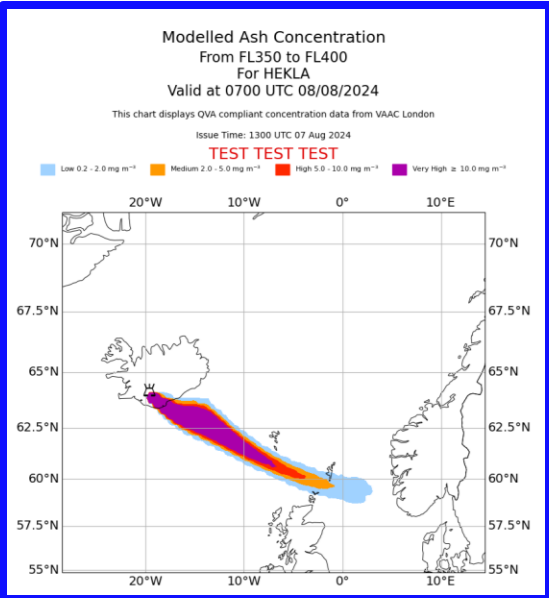 Modelled Ash Concentration
From FL350 to FL400
For HEKLA
Valid at 0700 UTC 08/08/2024
This chart displays QVA compliant concentration data from VAAC London
Issue Time: 1300 UTC 07 Aug 2024
TEST TEST TEST
Low 0.2 - 2.0 mg m⁻³ Medium 2.0 - 5.0 mg m⁻³ High 5.0 - 10.0 mg m⁻³ Very High ≥ 10.0 mg m⁻³
20°W 10°W 0° 10°E
70°N 70°N
67.5°N 67.5°N
65°N 65°N
62.5°N 62.5°N
60°N 60°N
57.5°N 57.5°N
55°N 55°N
20°W 10°W 0° 10°E